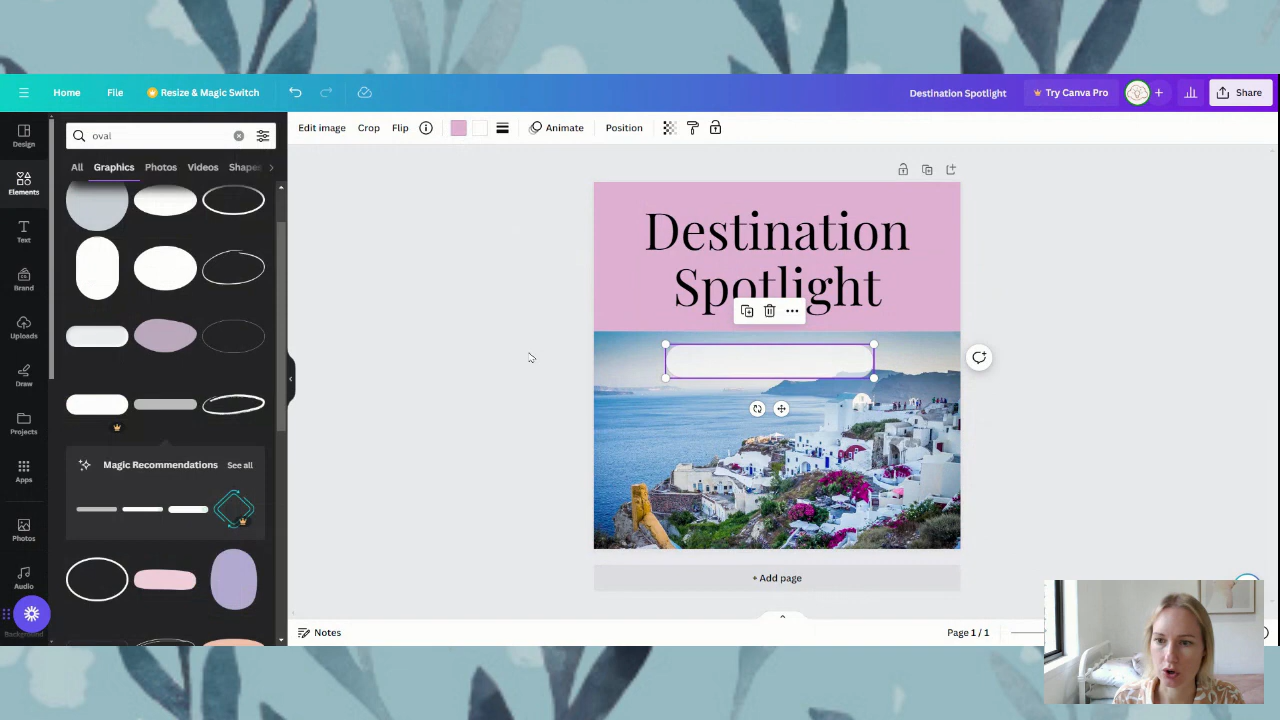 Home File Resize & Magic Switch Destination Spotlight Try Canva Pro Share
Design
Elements
Text
Brand
Uploads
Draw
Projects
Apps
Photos
Audio
Background
oval
All Graphics Photos Videos Shapes
Magic Recommendations See all
Edit image Crop Flip Animate Position
Destination
Spotlight
+ Add page
Notes
Page 1 / 1